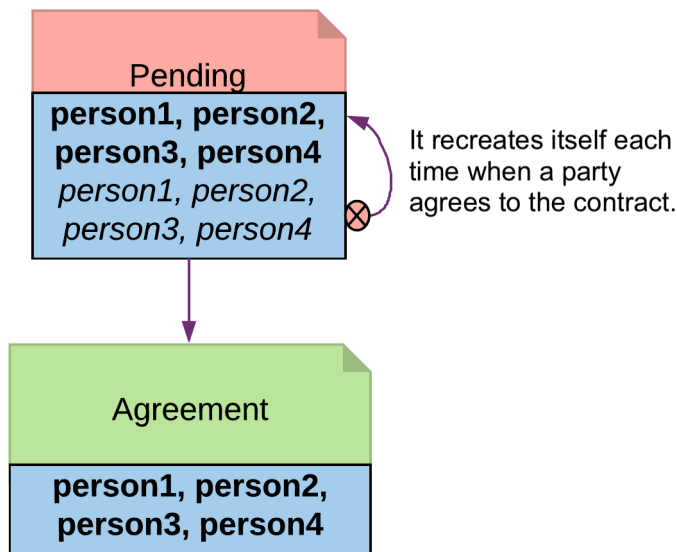 Pending
person1, person2,
person3, person4
person1, person2,
person3, person4
It recreates itself each
time when a party
agrees to the contract.
Agreement
person1, person2,
person3, person4